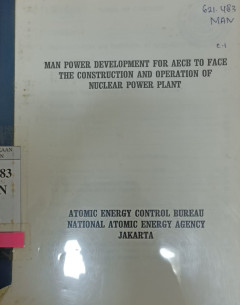 621.483
MAN
c.1
MAN POWER DEVELOPMENT FOR AECB TO FACE
THE CONSTRUCTION AND OPERATION OF
NUCLEAR POWER PLANT
83
N
ATOMIC ENERGY CONTROL BUREAU
NATIONAL ATOMIC ENERGY AGENCY
JAKARTA